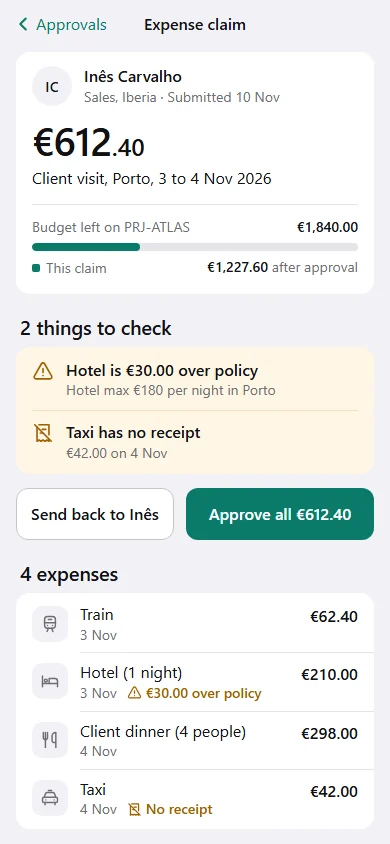 Approvals
Expense claim
IC
Inês Carvalho
Sales, Iberia · Submitted 10 Nov
€612.40
Client visit, Porto, 3 to 4 Nov 2026
Budget left on PRJ-ATLAS €1,840.00
This claim €1,227.60 after approval
2 things to check
Hotel is €30.00 over policy
Hotel max €180 per night in Porto
Taxi has no receipt
€42.00 on 4 Nov
Send back to Inês
Approve all €612.40
4 expenses
Train €62.40
3 Nov
Hotel (1 night) €210.00
3 Nov €30.00 over policy
Client dinner (4 people) €298.00
4 Nov
Taxi €42.00
4 Nov No receipt